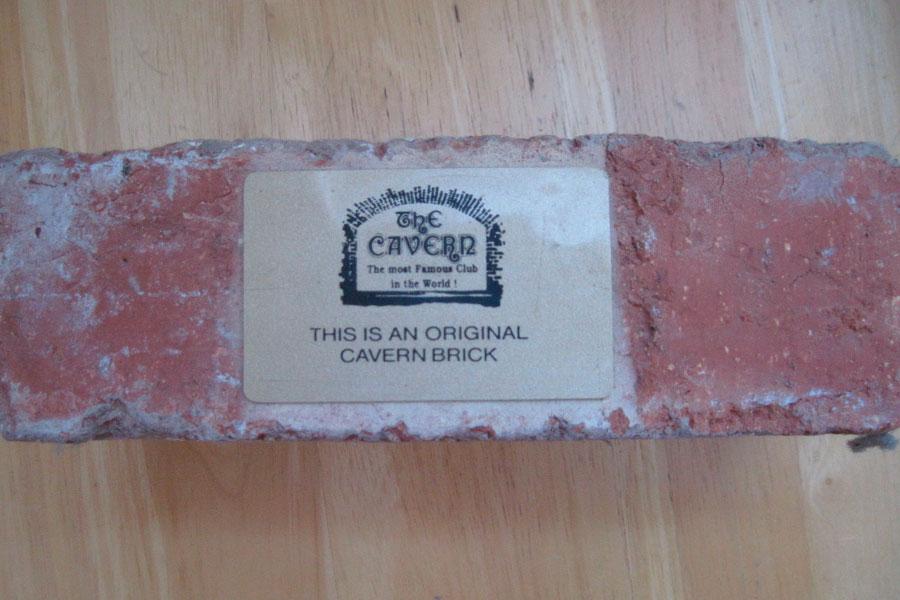 The
CAVERN
The most Famous Club
in the World !
THIS IS AN ORIGINAL
CAVERN BRICK